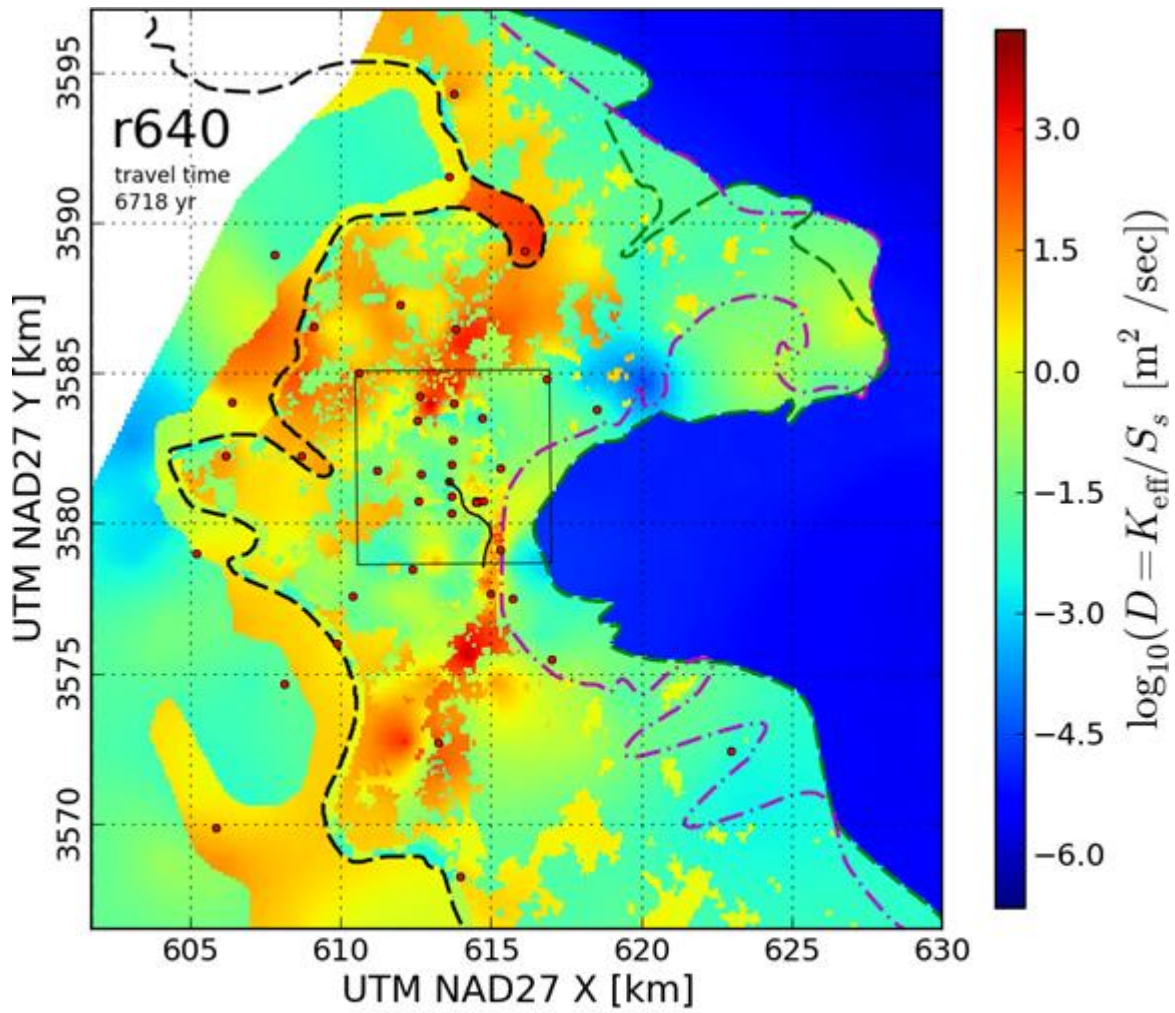 r640
travel time
6718 yr
3595
3590
3585
3580
3575
3570
UTM NAD27 Y [km]
605 610 615 620 625 630
UTM NAD27 X [km]
3.0
1.5
0.0
−1.5
−3.0
−4.5
−6.0
log₁₀(D = K_eff/S_s [m² /sec])